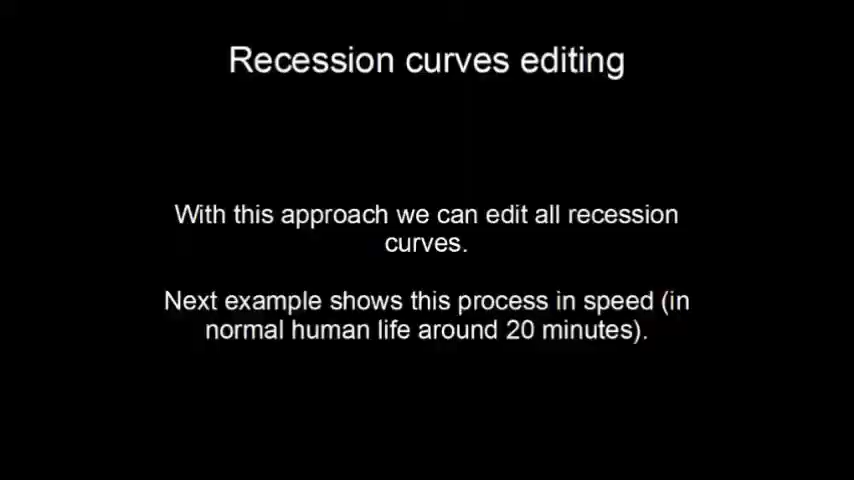 Recession curves editing
With this approach we can edit all recession
curves.
Next example shows this process in speed (in
normal human life around 20 minutes).